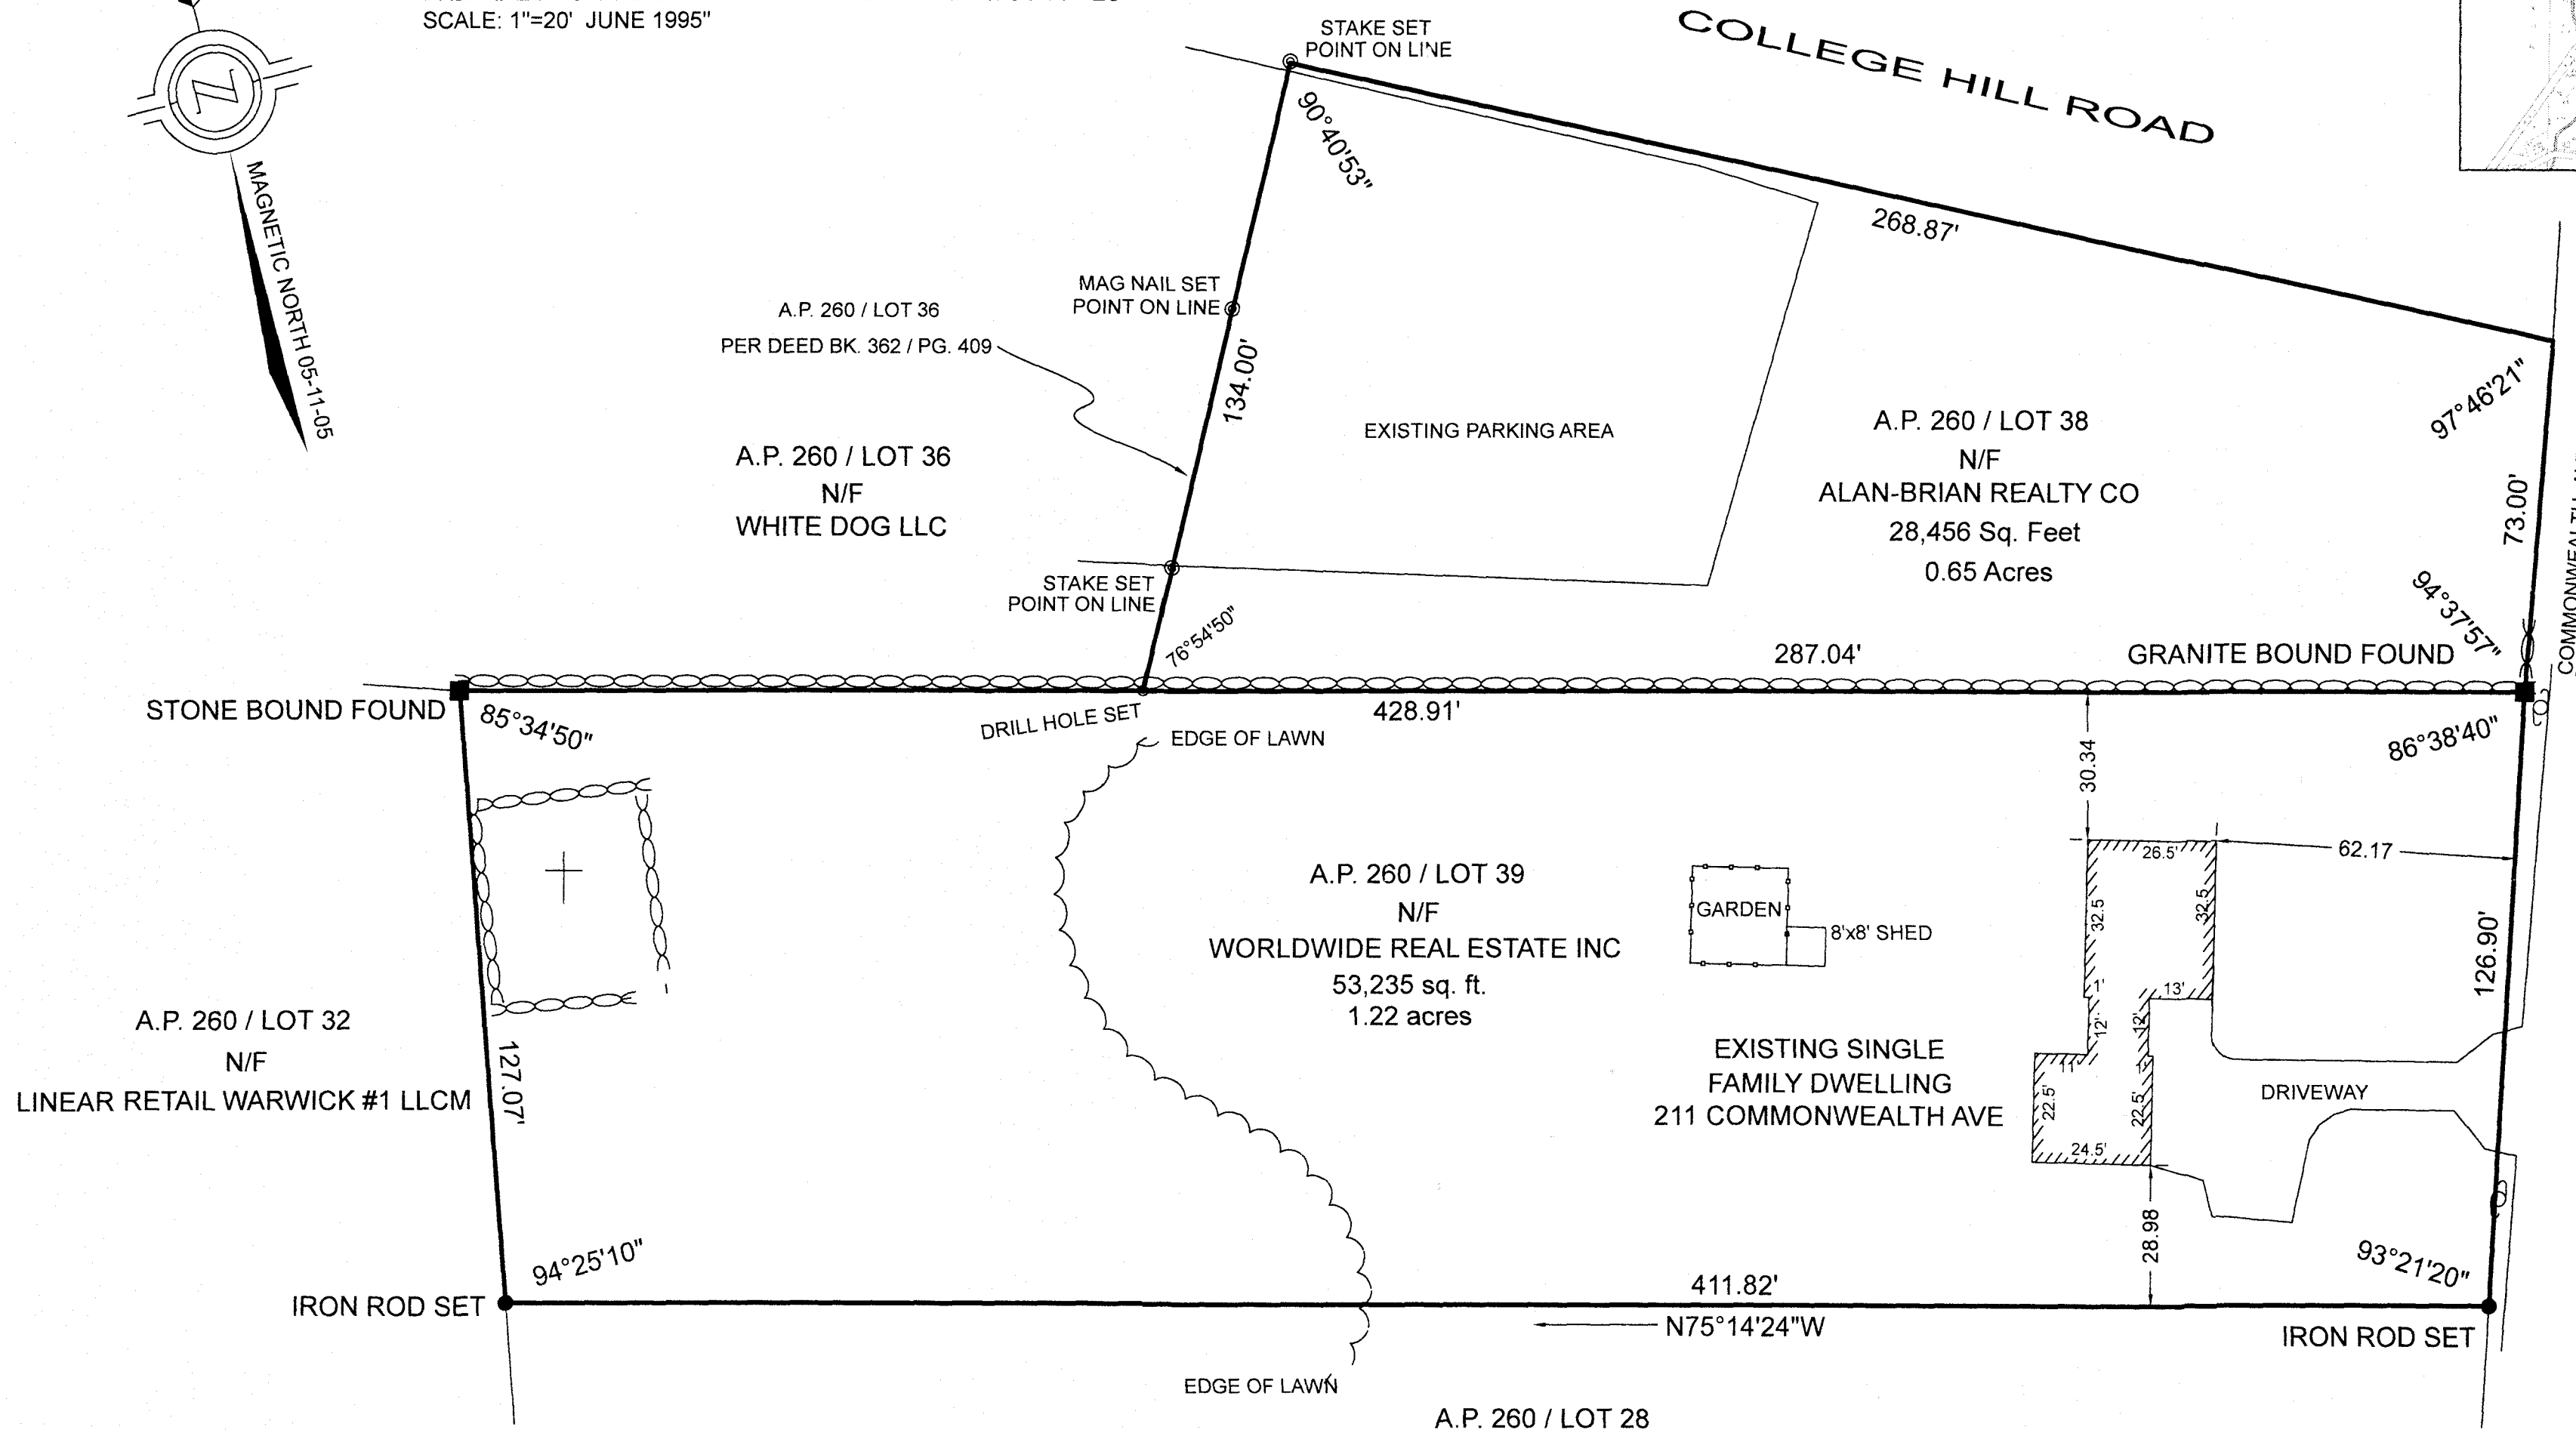 SCALE: 1"=20' JUNE 1995"
N
MAGNETIC NORTH 05-11-05
STAKE SET
POINT ON LINE
COLLEGE HILL ROAD
90°40'53"
268.87'
MAG NAIL SET
POINT ON LINE
A.P. 260 / LOT 36
PER DEED BK. 362 / PG. 409
134.00'
EXISTING PARKING AREA
A.P. 260 / LOT 36
N/F
WHITE DOG LLC
A.P. 260 / LOT 38
N/F
ALAN-BRIAN REALTY CO
28,456 Sq. Feet
0.65 Acres
97°46'21"
73.00'
94°37'57"
COMMONWEALTH
STAKE SET
POINT ON LINE
76°54'50"
287.04'
GRANITE BOUND FOUND
STONE BOUND FOUND
85°34'50"
DRILL HOLE SET
428.91'
86°38'40"
EDGE OF LAWN
30.34
26.5'
62.17
32.5
32.5
A.P. 260 / LOT 39
N/F
WORLDWIDE REAL ESTATE INC
53,235 sq. ft.
1.22 acres
GARDEN
8'x8' SHED
126.90'
1'
13'
12'
12'
11'
1'
22.5'
22.5'
24.5'
A.P. 260 / LOT 32
N/F
LINEAR RETAIL WARWICK #1 LLCM
127.07'
EXISTING SINGLE
FAMILY DWELLING
211 COMMONWEALTH AVE
DRIVEWAY
28.98
94°25'10"
93°21'20"
IRON ROD SET
411.82'
N75°14'24"W
IRON ROD SET
EDGE OF LAWN
A.P. 260 / LOT 28